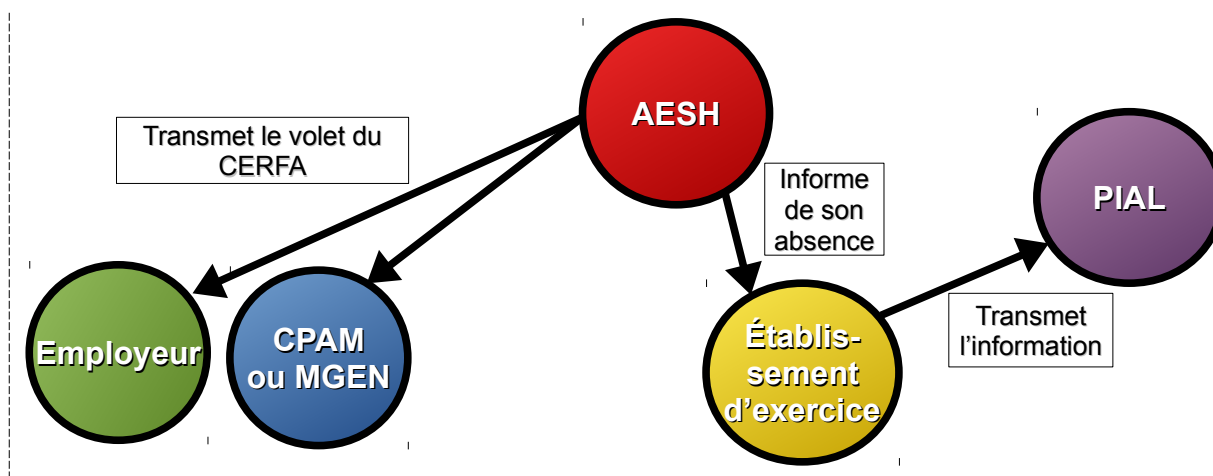 AESH
Transmet le volet du
CERFA
Informe
de son
absence
PIAL
Employeur
CPAM
ou MGEN
Établis-
sement
d’exercice
Transmet
l’information